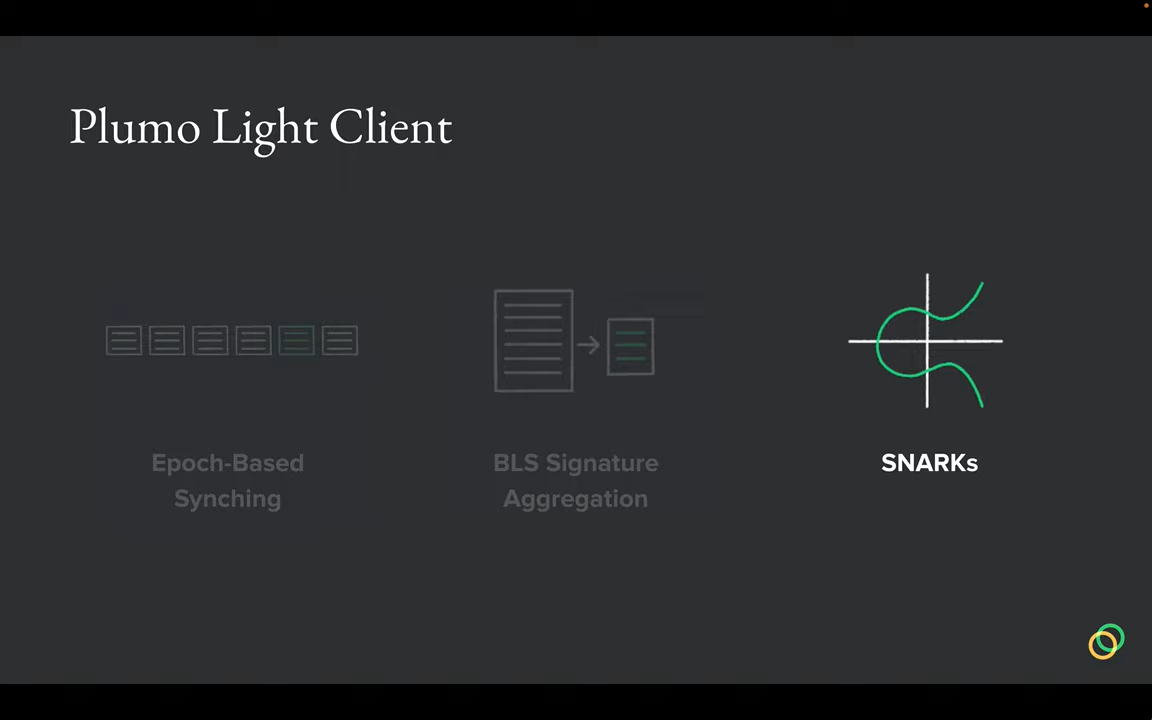 Plumo Light Client
Epoch-Based
Synching
BLS Signature
Aggregation
SNARKs